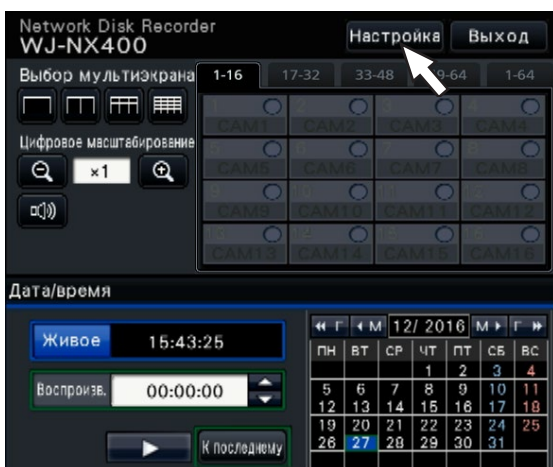 Network Disk Recorder
WJ-NX400
Настройка
Выход
Выбор мультиэкрана
1-16 17-32 33-48 9-64 1-64
1 2 3 4
CAM1 CAM2 CAM3 CAM4
5 6 7 8
CAM5 CAM6 CAM7 CAM8
9 10 11 12
CAM9 CAM10 CAM11 CAM12
13 14 15 16
CAM13 CAM14 CAM15 CAM16
Цифровое масштабирование
×1
Дата/время
Живое 15:43:25
Воспроизв. 00:00:00
К последнему
Г М 12/ 2016 М Г
ПН ВТ СР ЧТ ПТ СБ ВС
1 2 3 4
5 6 7 8 9 10 11
12 13 14 15 16 17 18
19 20 21 22 23 24 25
26 27 28 29 30 31